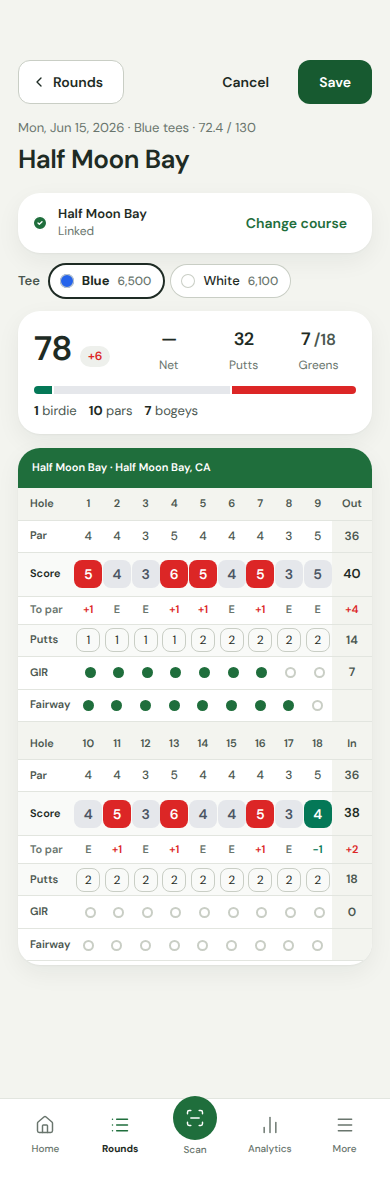 Rounds Cancel Save
Mon, Jun 15, 2026 · Blue tees · 72.4 / 130
Half Moon Bay
Half Moon Bay
Linked
Change course
Tee Blue 6,500 White 6,100
78 +6 — 32 7 /18
Net Putts Greens
1 birdie 10 pars 7 bogeys
Half Moon Bay · Half Moon Bay, CA
Hole 1 2 3 4 5 6 7 8 9 Out
Par 4 4 3 5 4 4 4 3 5 36
Score 5 4 3 6 5 4 5 3 5 40
To par +1 E E +1 +1 E +1 E E +4
Putts 1 1 1 1 2 2 2 2 2 14
GIR 7
Fairway
Hole 10 11 12 13 14 15 16 17 18 In
Par 4 4 3 5 4 4 4 3 5 36
Score 4 5 3 6 4 4 5 3 4 38
To par E +1 E +1 E E +1 E -1 +2
Putts 2 2 2 2 2 2 2 2 2 18
GIR 0
Fairway
Home Rounds Scan Analytics More